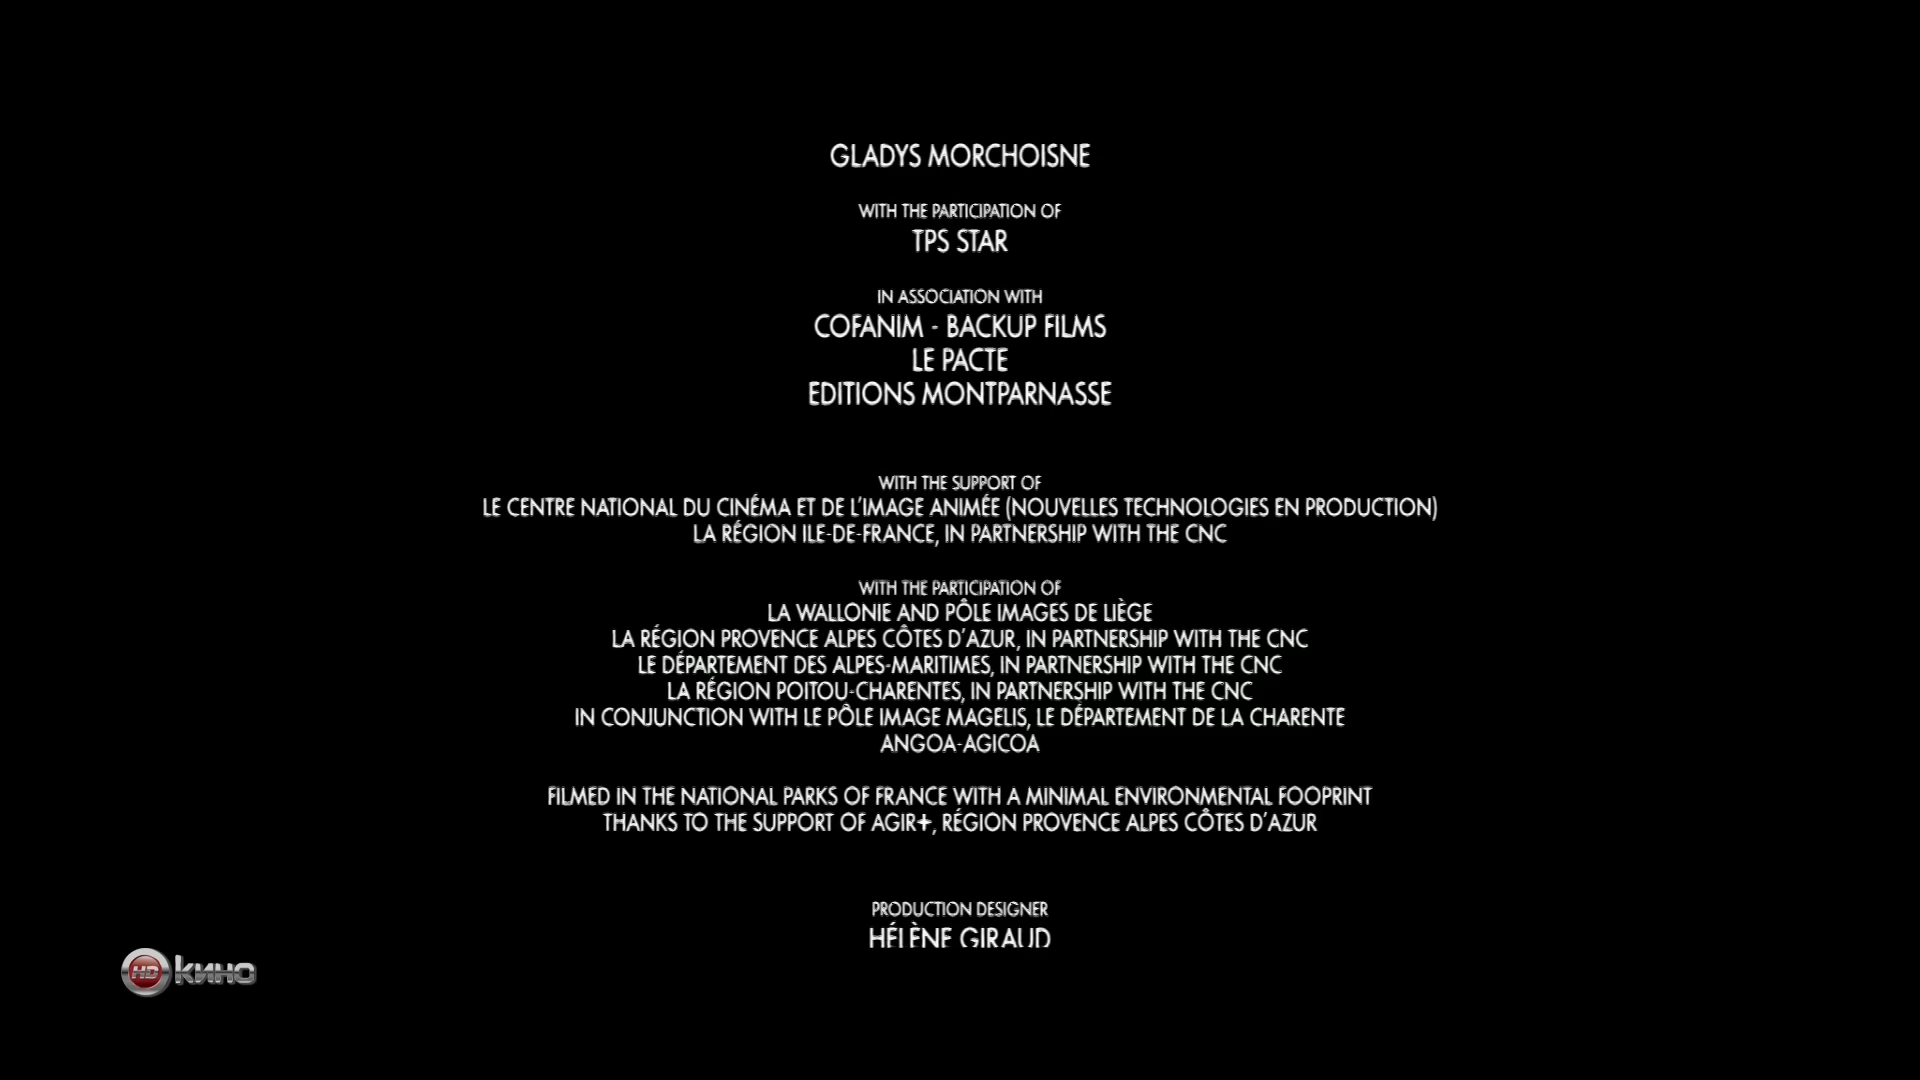 GLADYS MORCHOISNE
WITH THE PARTICIPATION OF
TPS STAR
IN ASSOCIATION WITH
COFANIM - BACKUP FILMS
LE PACTE
EDITIONS MONTPARNASSE
WITH THE SUPPORT OF
LE CENTRE NATIONAL DU CINÉMA ET DE L'IMAGE ANIMÉE (NOUVELLES TECHNOLOGIES EN PRODUCTION)
LA RÉGION ILE-DE-FRANCE, IN PARTNERSHIP WITH THE CNC
WITH THE PARTICIPATION OF
LA WALLONIE AND PÔLE IMAGES DE LIÈGE
LA RÉGION PROVENCE ALPES CÔTES D'AZUR, IN PARTNERSHIP WITH THE CNC
LE DÉPARTEMENT DES ALPES-MARITIMES, IN PARTNERSHIP WITH THE CNC
LA RÉGION POITOU-CHARENTES, IN PARTNERSHIP WITH THE CNC
IN CONJUNCTION WITH LE PÔLE IMAGE MAGELIS, LE DÉPARTEMENT DE LA CHARENTE
ANGOA-AGICOA
FILMED IN THE NATIONAL PARKS OF FRANCE WITH A MINIMAL ENVIRONMENTAL FOOPRINT
THANKS TO THE SUPPORT OF AGIR+, RÉGION PROVENCE ALPES CÔTES D'AZUR
PRODUCTION DESIGNER
HÉLÈNE GIRAUD
HD КИНО